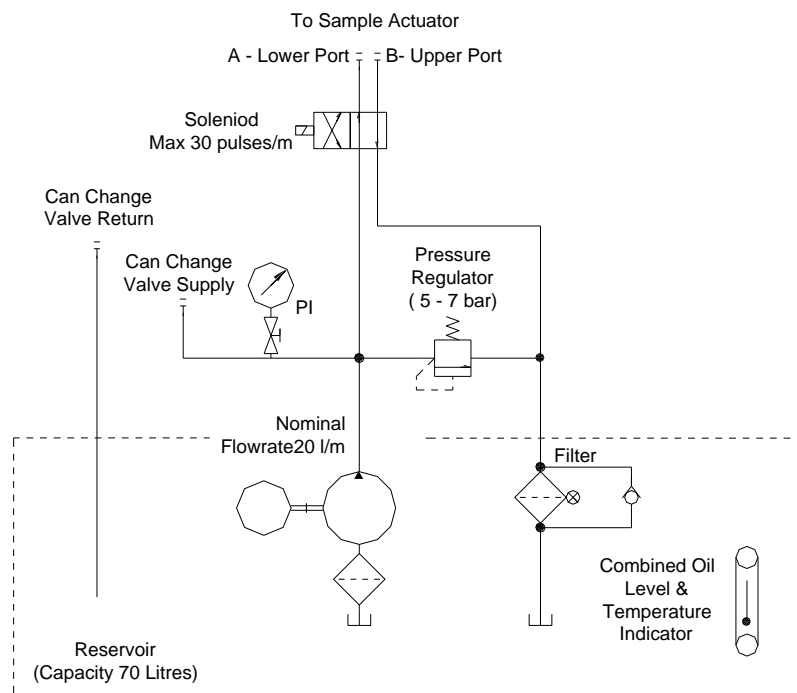 To Sample Actuator
A - Lower Port
B- Upper Port
Soleniod
Max 30 pulses/m
Can Change
Valve Return
Can Change
Valve Supply
PI
Pressure
Regulator
( 5 - 7 bar)
Nominal
Flowrate20 l/m
Filter
Combined Oil
Level &
Temperature
Indicator
Reservoir
(Capacity 70 Litres)